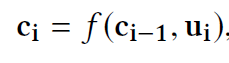 cᵢ = f(cᵢ₋₁, uᵢ),